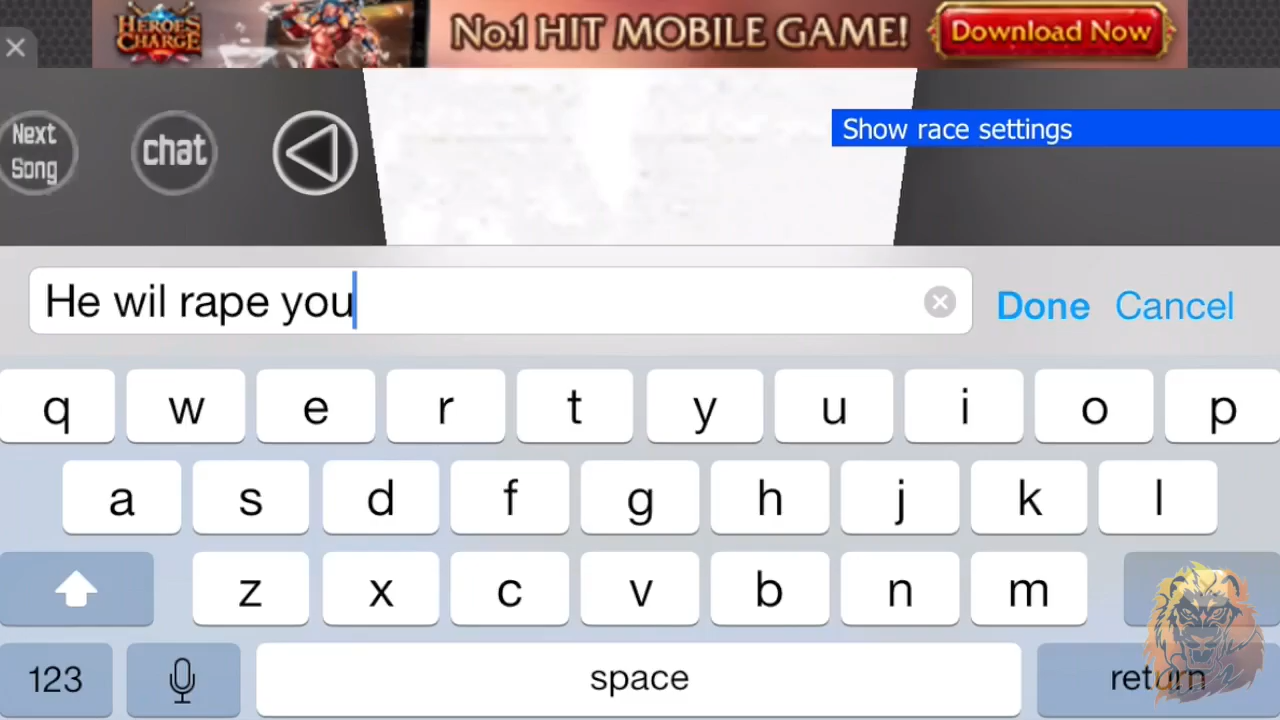 HEROES CHARGE
No.1 HIT MOBILE GAME!
Download Now
Next Song
chat
Show race settings
He wil rape you
Done
Cancel
q w e r t y u i o p
a s d f g h j k l
z x c v b n m
123
space
return